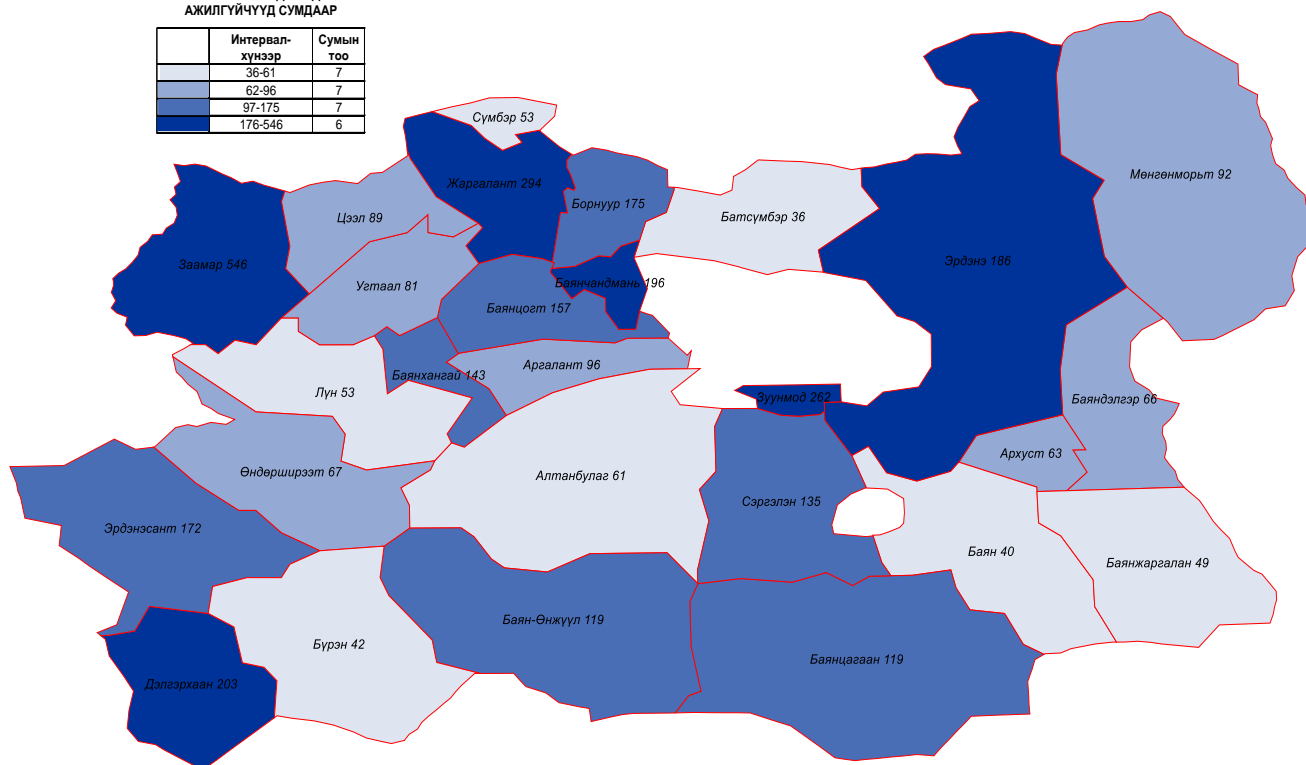 АЖИЛГҮЙЧҮҮД СУМДААР
Интервал-хүнээр Сумын тоо
36-61 7
62-96 7
97-175 7
176-546 6
Сүмбэр 53
Жаргалант 294
Борнуур 175
Батсүмбэр 36
Мөнгөнморьт 92
Цээл 89
Заамар 546
Угтаал 81
Эрдэнэ 186
Баянчандмань 196
Баянцогт 157
Аргалант 96
Баянхангай 143
Лүн 53
Зуунмод 262
Баяндэлгэр 66
Архуст 63
Өндөрширээт 67
Алтанбулаг 61
Сэргэлэн 135
Эрдэнэсант 172
Баян 40
Баянжаргалан 49
Баян-Өнжүүл 119
Бүрэн 42
Баянцагаан 119
Дэлгэрхаан 203